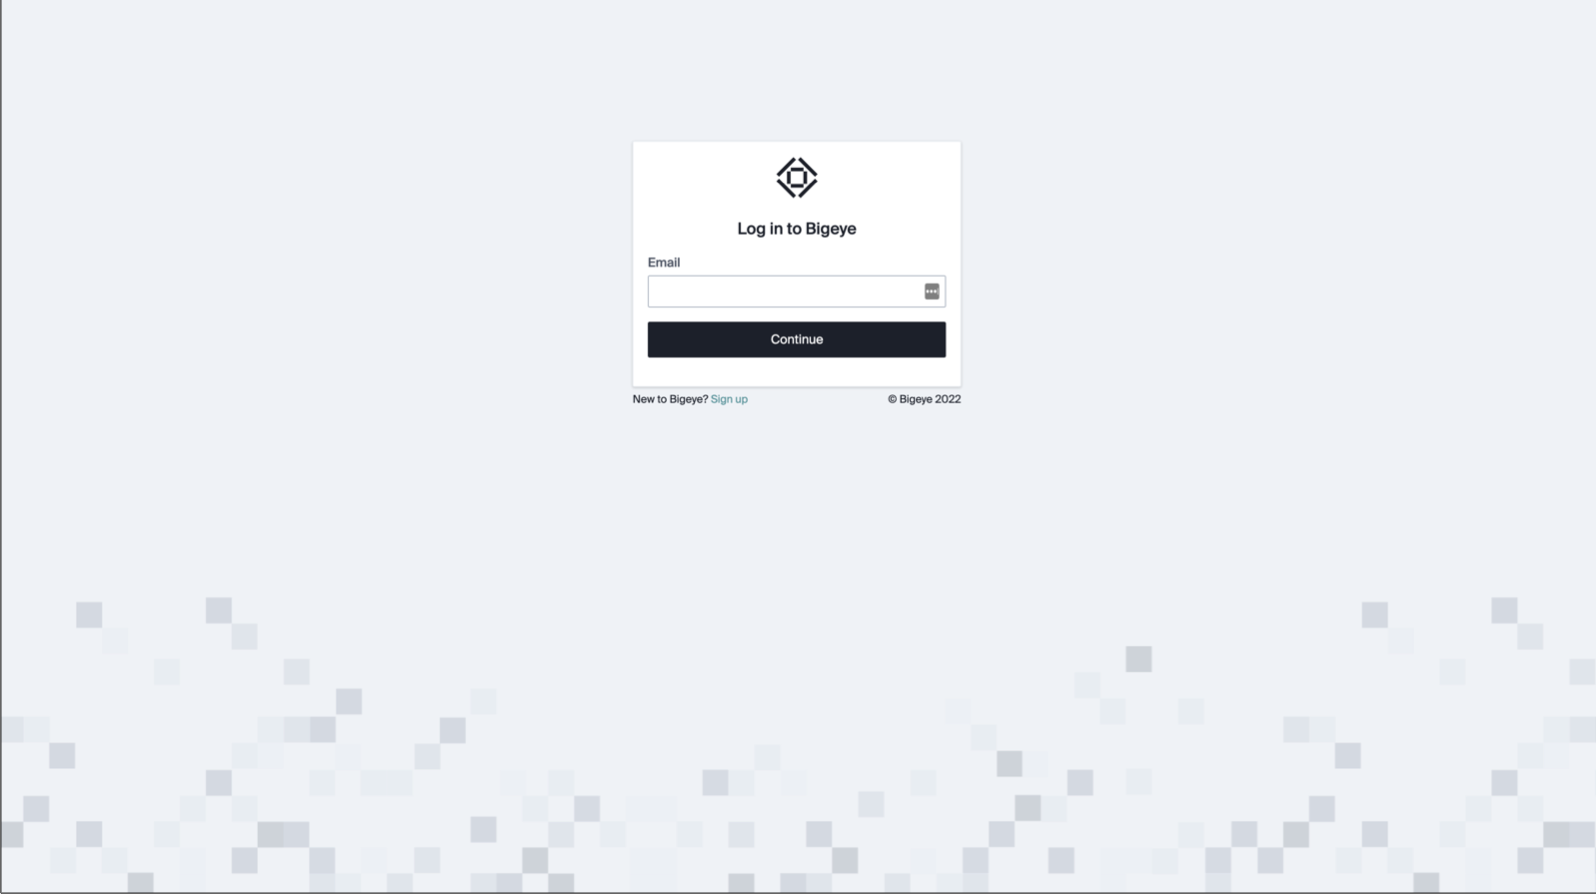 Log in to Bigeye
Email
Continue
New to Bigeye? Sign up
© Bigeye 2022